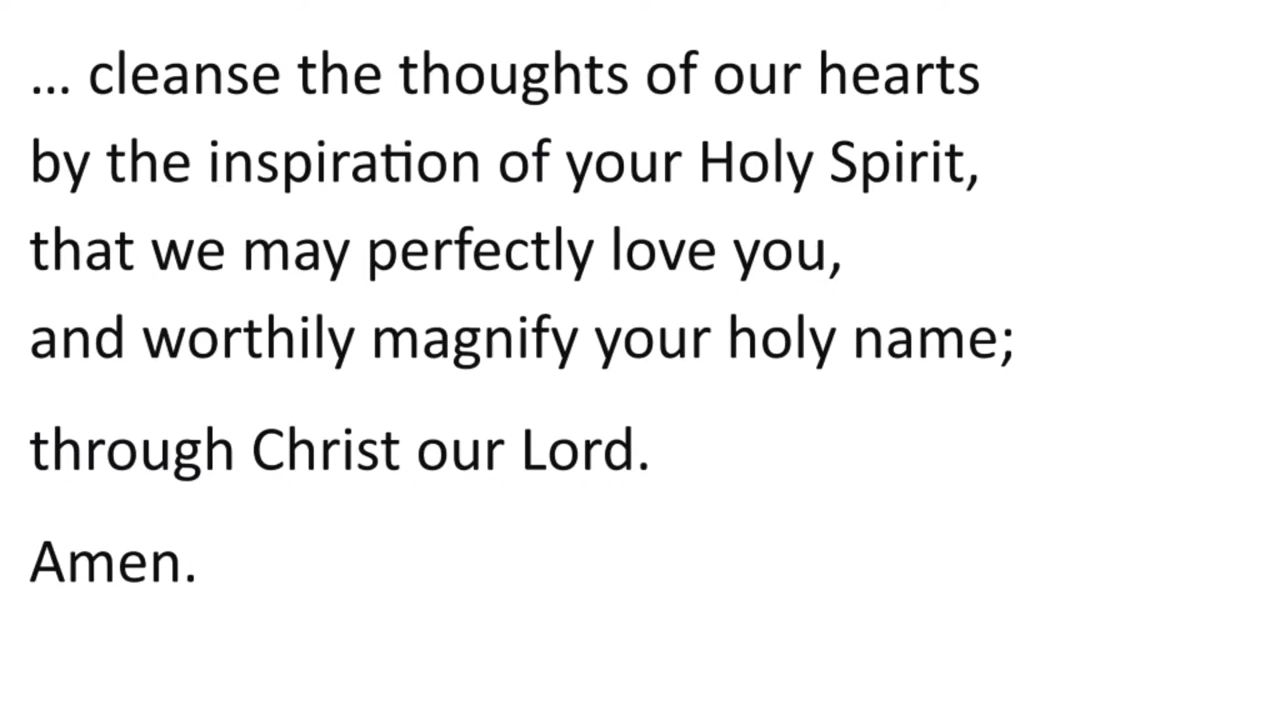 ... cleanse the thoughts of our hearts
by the inspiration of your Holy Spirit,
that we may perfectly love you,
and worthily magnify your holy name;
through Christ our Lord.
Amen.